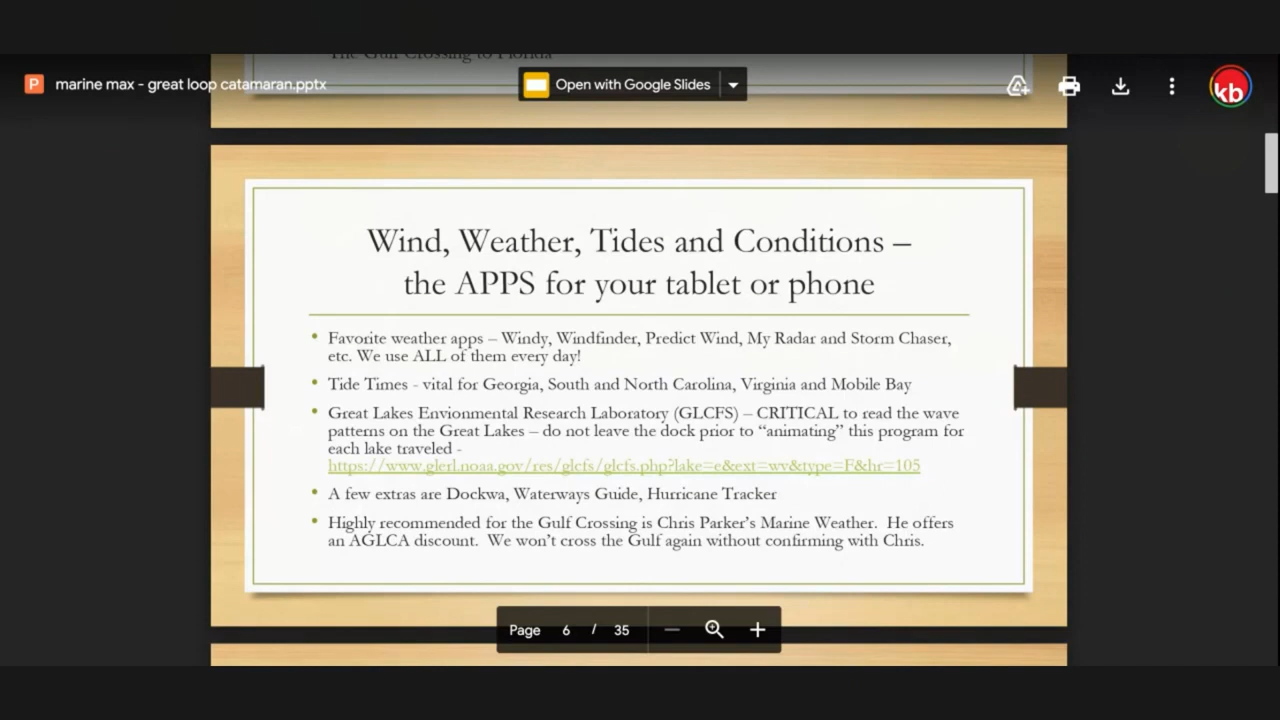 The Gulf Crossing to Florida
P marine max - great loop catamaran.pptx
Open with Google Slides
kb
Wind, Weather, Tides and Conditions –
the APPS for your tablet or phone
• Favorite weather apps – Windy, Windfinder, Predict Wind, My Radar and Storm Chaser,
etc. We use ALL of them every day!
• Tide Times - vital for Georgia, South and North Carolina, Virginia and Mobile Bay
• Great Lakes Envionmental Research Laboratory (GLCFS) – CRITICAL to read the wave
patterns on the Great Lakes – do not leave the dock prior to “animating” this program for
each lake traveled -
https://www.glerl.noaa.gov/res/glcfs/glcfs.php?lake=e&ext=wv&type=F&hr=105
• A few extras are Dockwa, Waterways Guide, Hurricane Tracker
• Highly recommended for the Gulf Crossing is Chris Parker’s Marine Weather.  He offers
an AGLCA discount.  We won’t cross the Gulf again without confirming with Chris.
Page 6 / 35